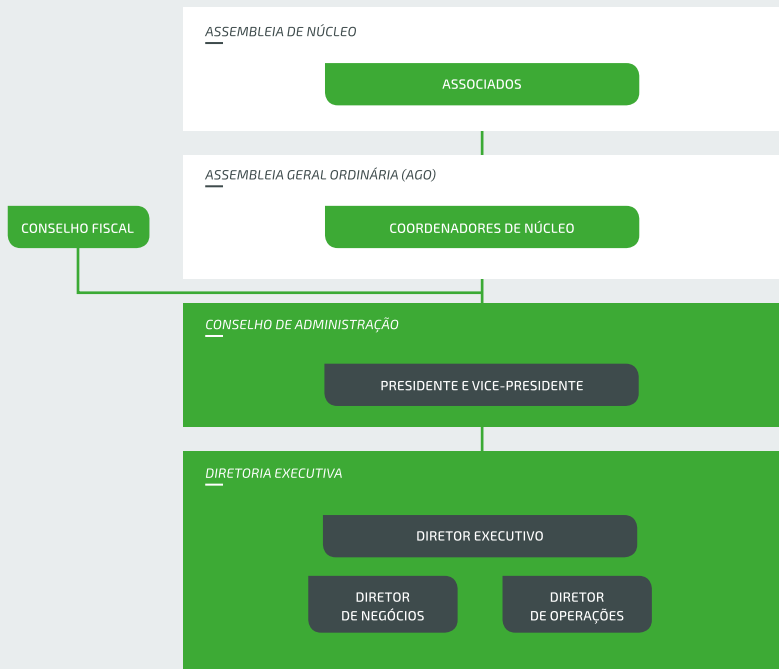 ASSEMBLEIA DE NÚCLEO
ASSOCIADOS
ASSEMBLEIA GERAL ORDINÁRIA (AGO)
CONSELHO FISCAL
COORDENADORES DE NÚCLEO
CONSELHO DE ADMINISTRAÇÃO
PRESIDENTE E VICE-PRESIDENTE
DIRETORIA EXECUTIVA
DIRETOR EXECUTIVO
DIRETOR
DE NEGÓCIOS
DIRETOR
DE OPERAÇÕES